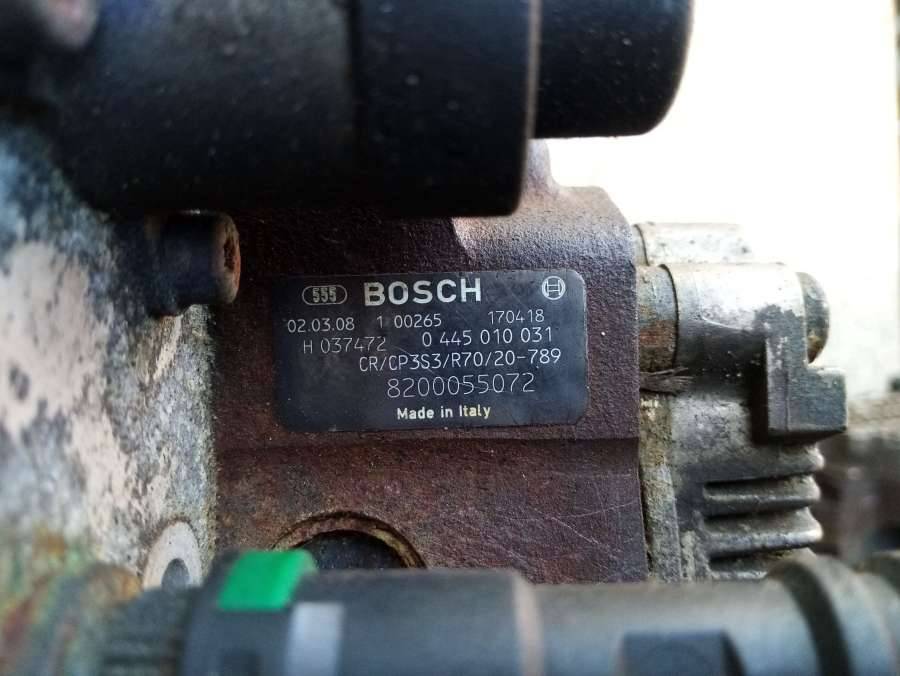 555 BOSCH
02.03.08 1 00265 170418
H 037472 0 445 010 031
CR/CP3S3/R70/20-789
8200055072
Made in Italy